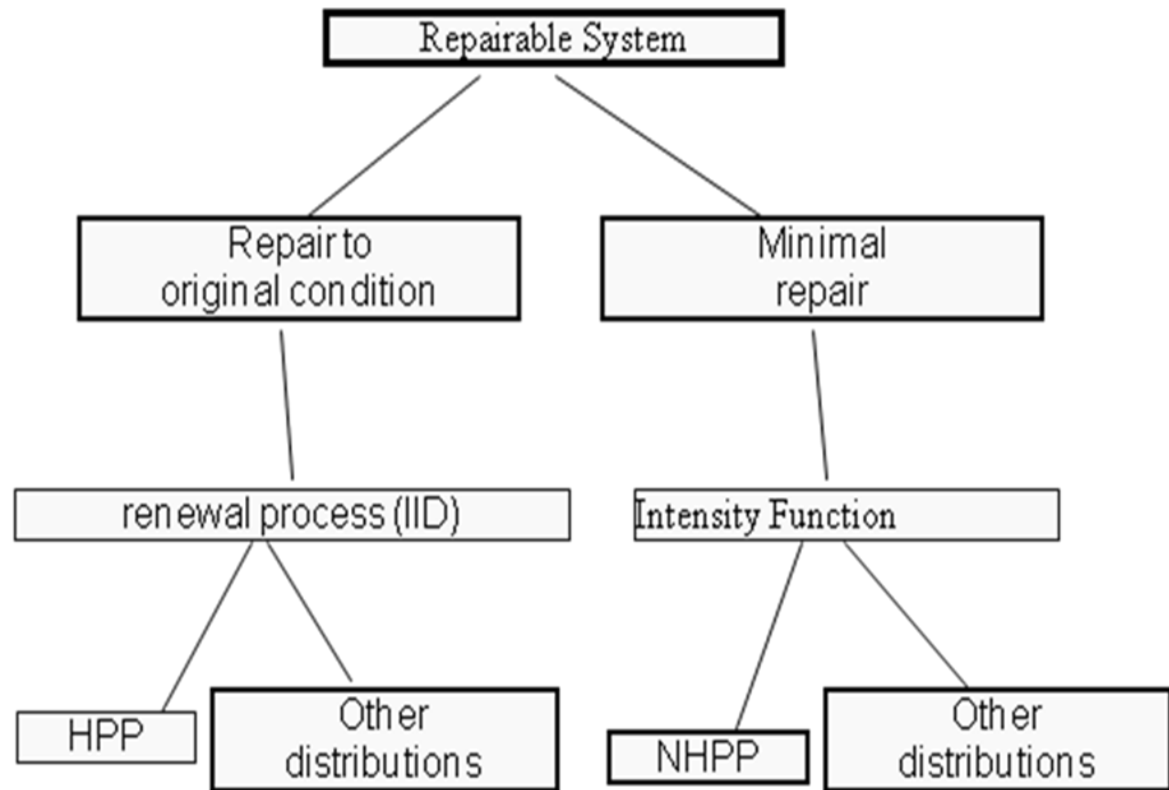 Repairable System
Repair to
original condition
Minimal
repair
renewal process (IID)
Intensity Function
HPP
Other
distributions
NHPP
Other
distributions